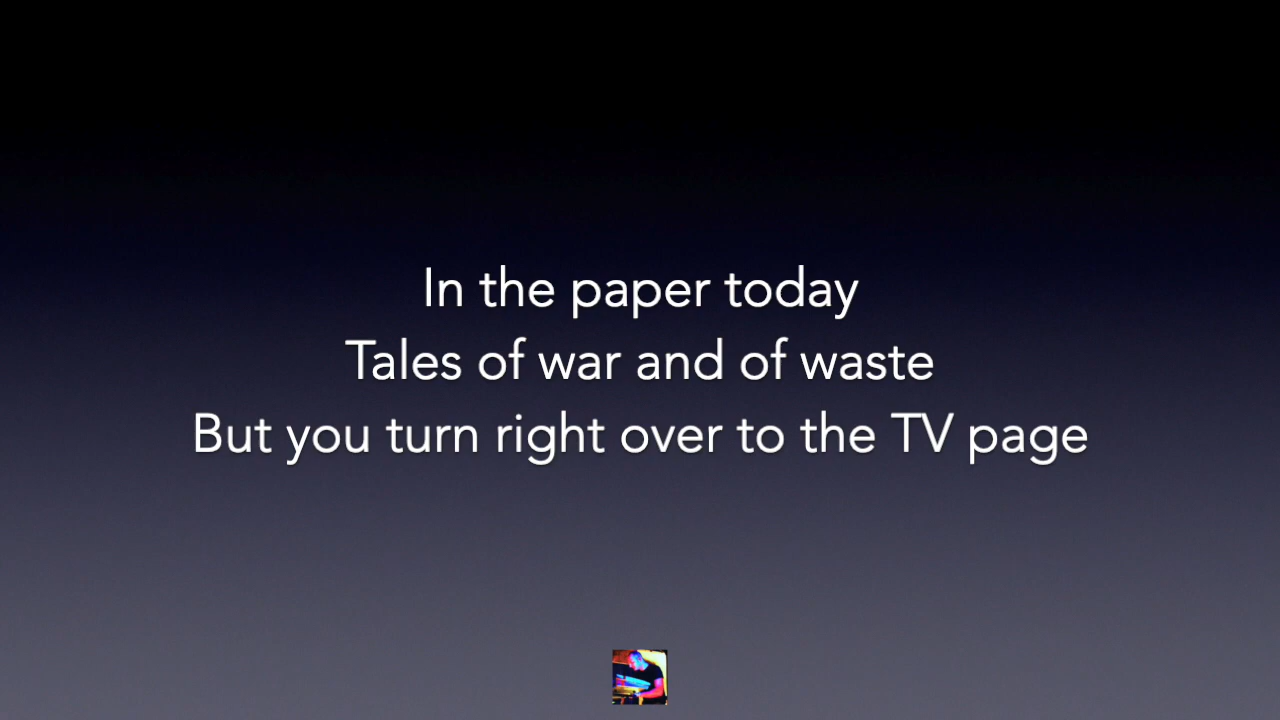 In the paper today
Tales of war and of waste
But you turn right over to the TV page